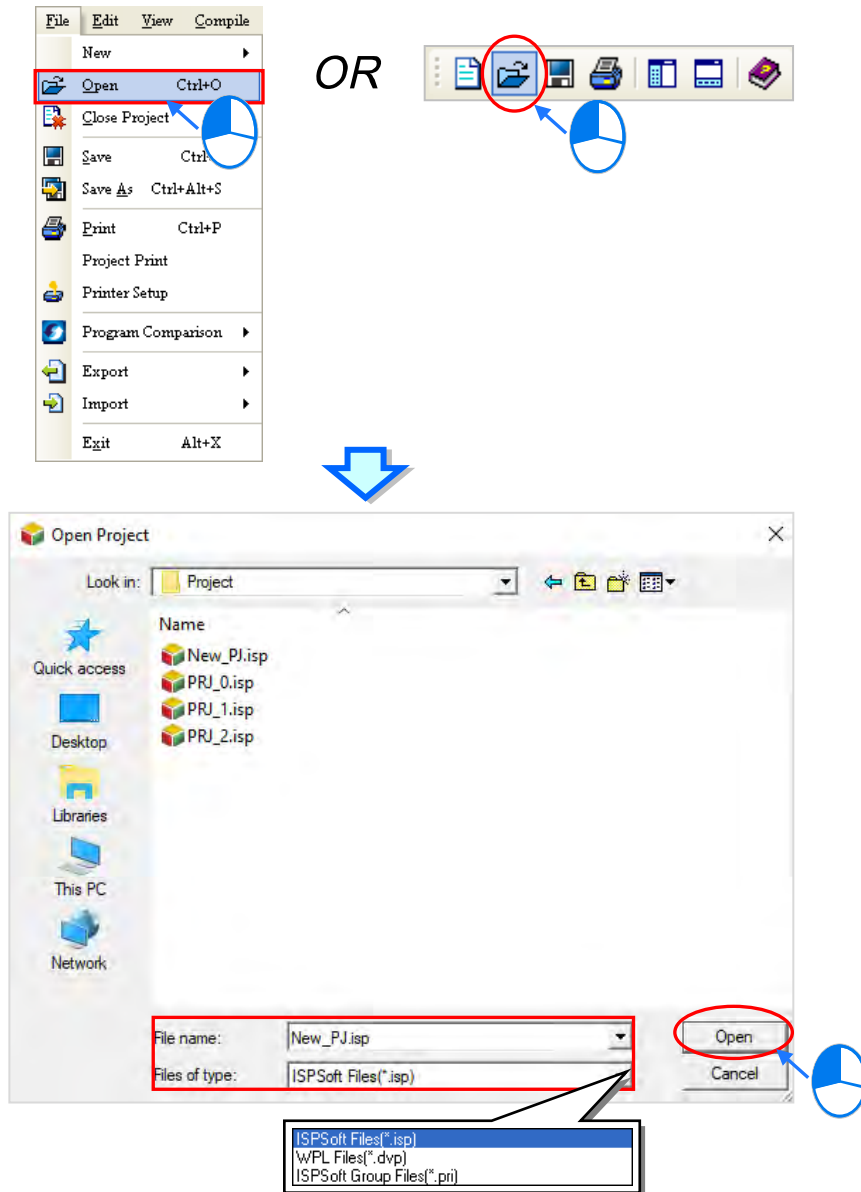 File Edit View Compile
New
Open Ctrl+O
Close Project
Save Ctrl+
Save As Ctrl+Alt+S
Print Ctrl+P
Project Print
Printer Setup
Program Comparison
Export
Import
Exit Alt+X
OR
Open Project
Look in: Project
Name
New_PJ.isp
PRJ_0.isp
PRJ_1.isp
PRJ_2.isp
Quick access
Desktop
Libraries
This PC
Network
File name: New_PJ.isp Open
Files of type: ISPSoft Files(*.isp) Cancel
ISPSoft Files(*.isp)
WPL Files(*.dvp)
ISPSoft Group Files(*.pri)